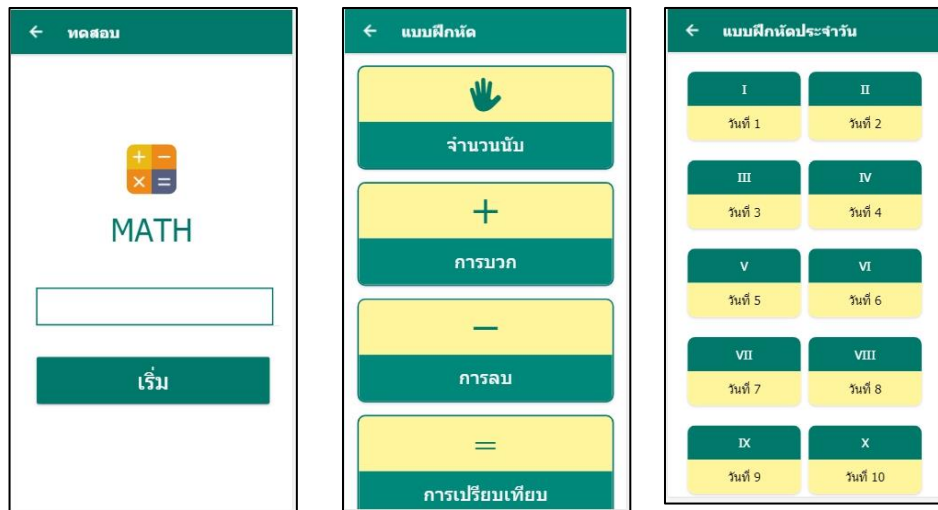 ← ทดสอบ
+ −
× =
MATH
เริ่ม
← แบบฝึกหัด
จำนวนนับ
+
การบวก
−
การลบ
=
การเปรียบเทียบ
← แบบฝึกหัดประจำวัน
I II
วันที่ 1 วันที่ 2
III IV
วันที่ 3 วันที่ 4
V VI
วันที่ 5 วันที่ 6
VII VIII
วันที่ 7 วันที่ 8
IX X
วันที่ 9 วันที่ 10